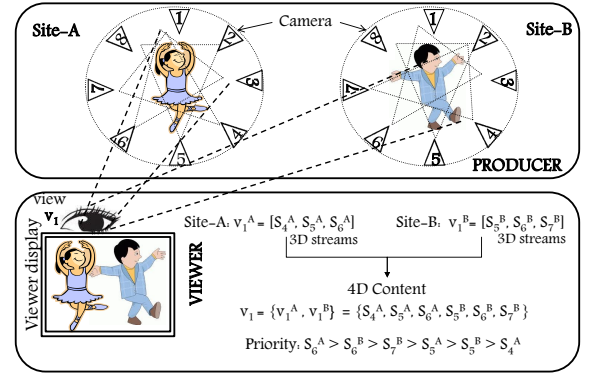 Site-A
Camera
Site-B
1
2
3
4
5
6
7
8
1
2
3
4
5
6
7
8
PRODUCER
view
v₁
Viewer display
VIEWER
Site-A: v₁ᴬ = [S₄ᴬ, S₅ᴬ, S₆ᴬ]
3D streams
Site-B: v₁ᴮ = [S₅ᴮ, S₆ᴮ, S₇ᴮ]
3D streams
4D Content
v₁ = {v₁ᴬ , v₁ᴮ} = {S₄ᴬ, S₅ᴬ, S₆ᴬ, S₅ᴮ, S₆ᴮ, S₇ᴮ }
Priority: S₆ᴬ > S₆ᴮ > S₇ᴮ > S₅ᴬ > S₅ᴮ > S₄ᴬ